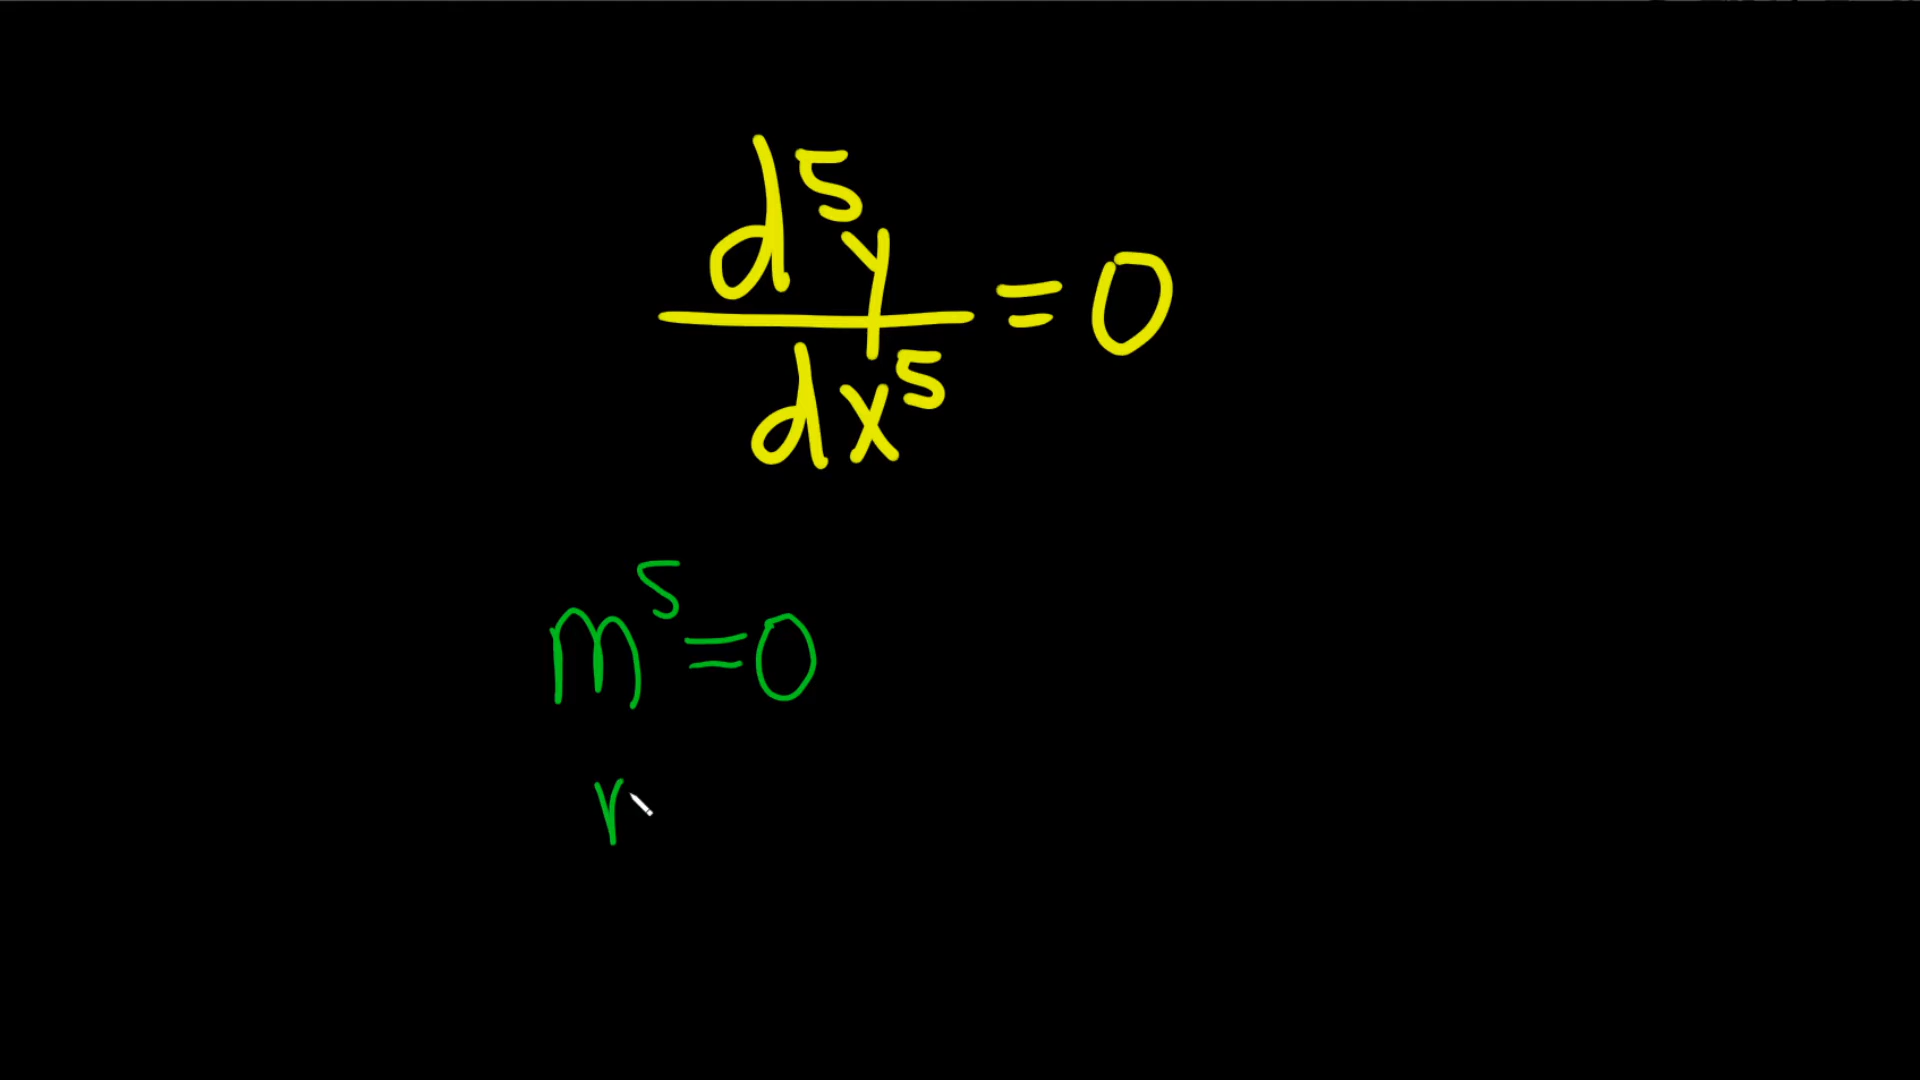 d⁵y/dx⁵ = 0
m⁵ = 0